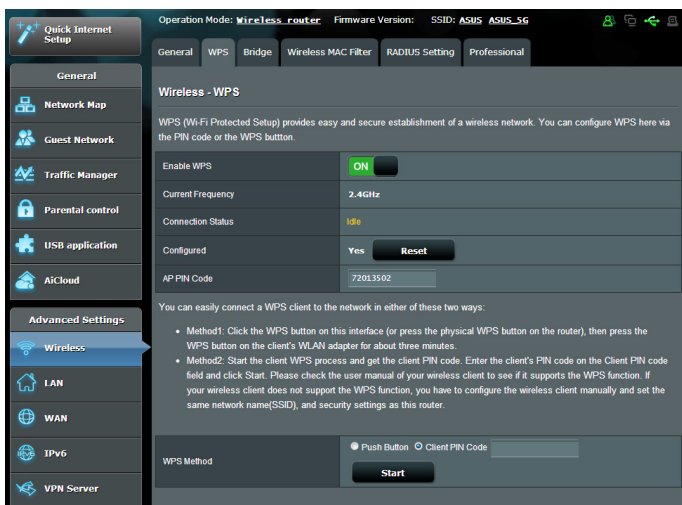 Quick Internet
Setup
General
Network Map
Guest Network
Traffic Manager
Parental control
USB application
AiCloud
Advanced Settings
Wireless
LAN
WAN
IPv6
VPN Server
Operation Mode: Wireless router Firmware Version: SSID: ASUS ASUS_5G
General WPS Bridge Wireless MAC Filter RADIUS Setting Professional
Wireless - WPS
WPS (Wi-Fi Protected Setup) provides easy and secure establishment of a wireless network. You can configure WPS here via
the PIN code or the WPS buttton.
Enable WPS ON
Current Frequency 2.4GHz
Connection Status Idle
Configured Yes Reset
AP PIN Code 72013502
You can easily connect a WPS client to the network in either of these two ways:
• Method1: Click the WPS button on this interface (or press the physical WPS button on the router), then press the
WPS button on the client's WLAN adapter for about three minutes.
• Method2: Start the client WPS process and get the client PIN code. Enter the client's PIN code on the Client PIN code
field and click Start. Please check the user manual of your wireless client to see if it supports the WPS function. If
your wireless client does not support the WPS function, you have to configure the wireless client manually and set the
same network name(SSID), and security settings as this router.
WPS Method Push Button Client PIN Code
Start